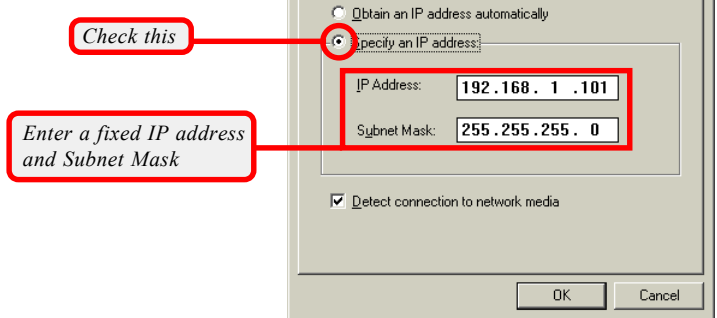 Obtain an IP address automatically
Check this
Specify an IP address:
IP Address: 192.168. 1 .101
Enter a fixed IP address
and Subnet Mask
Subnet Mask: 255.255.255. 0
Detect connection to network media
OK Cancel